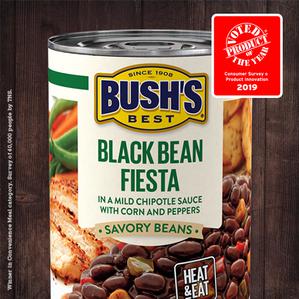 VOTED
PRODUCT
OF
THE YEAR
Consumer Survey of
Product Innovation
2019
SINCE 1908
BUSH'S
BEST
BLACK BEAN
FIESTA
IN A MILD CHIPOTLE SAUCE
WITH CORN AND PEPPERS
SAVORY BEANS
HEAT
&EAT
Winner in Convenience Meal category. Survey of 40,000 people by TNS.